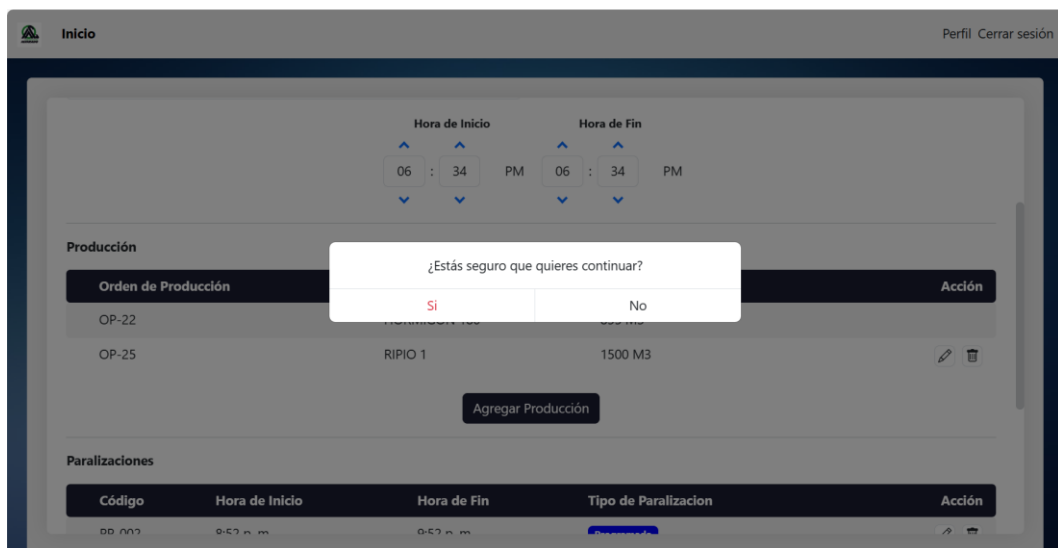 Inicio
Perfil Cerrar sesión
Hora de Inicio Hora de Fin
06 : 34 PM 06 : 34 PM
Producción
¿Estás seguro que quieres continuar?
Si No
Orden de Producción Acción
OP-22
OP-25 RIPIO 1 1500 M3
Agregar Producción
Paralizaciones
Código Hora de Inicio Hora de Fin Tipo de Paralizacion Acción